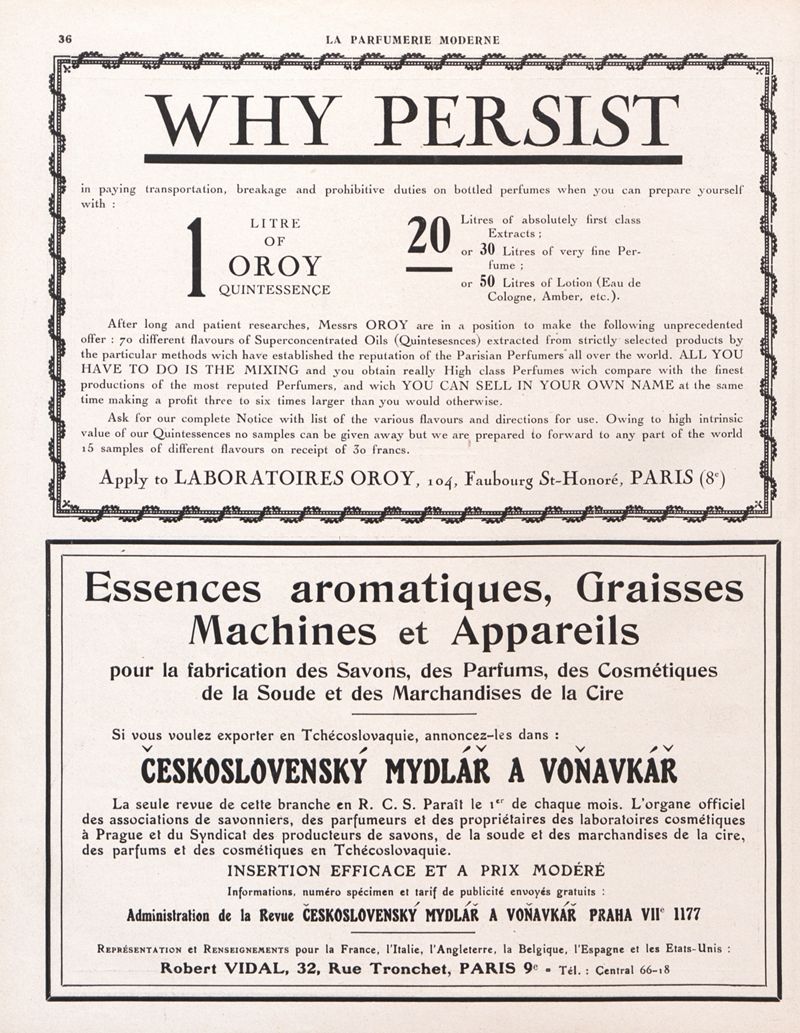 36
LA PARFUMERIE MODERNE
WHY PERSIST
in paying transportation, breakage and prohibitive duties on bottled perfumes when you can prepare yourself
with :
1 LITRE
OF
OROY
QUINTESSENCE
20 Litres of absolutely first class
Extracts ;
or 30 Litres of very fine Per-
fume ;
or 50 Litres of Lotion (Eau de
Cologne, Amber, etc.).
After long and patient researches, Messrs OROY are in a position to make the following unprecedented
offer : 70 different flavours of Superconcentrated Oils (Quintesesnces) extracted from strictly selected products by
the particular methods wich have established the reputation of the Parisian Perfumers all over the world. ALL YOU
HAVE TO DO IS THE MIXING and you obtain really High class Perfumes wich compare with the finest
productions of the most reputed Perfumers, and wich YOU CAN SELL IN YOUR OWN NAME at the same
time making a profit three to six times larger than you would otherwise.
Ask for our complete Notice with list of the various flavours and directions for use. Owing to high intrinsic
value of our Quintessences no samples can be given away but we are prepared to forward to any part of the world
15 samples of different flavours on receipt of 30 francs.
Apply to LABORATOIRES OROY, 104, Faubourg St-Honoré, PARIS (8e)
Essences aromatiques, Graisses
Machines et Appareils
pour la fabrication des Savons, des Parfums, des Cosmétiques
de la Soude et des Marchandises de la Cire
Si vous voulez exporter en Tchécoslovaquie, annoncez-les dans :
ČESKOSLOVENSKÝ MYDLÁŘ A VOŇAVKÁŘ
La seule revue de cette branche en R. C. S. Paraît le 1er de chaque mois. L'organe officiel
des associations de savonniers, des parfumeurs et des propriétaires des laboratoires cosmétiques
à Prague et du Syndicat des producteurs de savons, de la soude et des marchandises de la cire,
des parfums et des cosmétiques en Tchécoslovaquie.
INSERTION EFFICACE ET A PRIX MODÉRÉ
Informations, numéro spécimen et tarif de publicité envoyés gratuits :
Administration de la Revue ČESKOSLOVENSKÝ MYDLÁŘ A VOŇAVKÁŘ PRAHA VIIe 1177
REPRÉSENTATION et RENSEIGNEMENTS pour la France, l'Italie, l'Angleterre, la Belgique, l'Espagne et les Etats-Unis :
Robert VIDAL, 32, Rue Tronchet, PARIS 9e - Tél. : Central 66-18